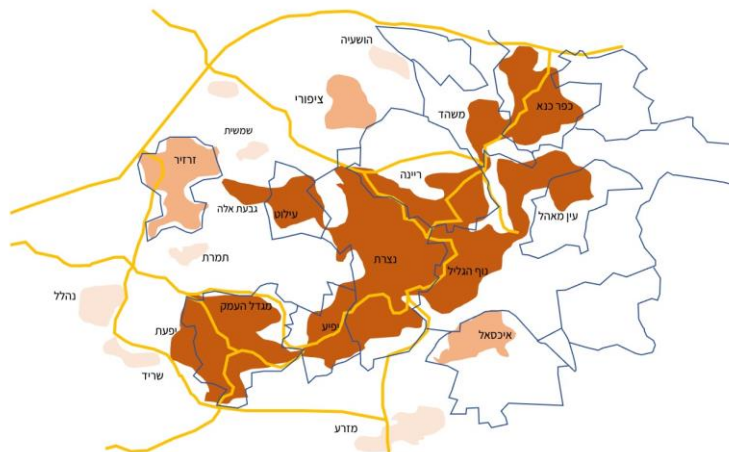 הושעיה
כפר כנא
ציפורי
משהד
שמשית
זרזיר
ריינה
גבעת אלה
עילוט
עין מאהל
תמרת
נצרת
נוף הגליל
נהלל
מגדל העמק
יפעת
יפיע
איכסאל
שריד
מזרע